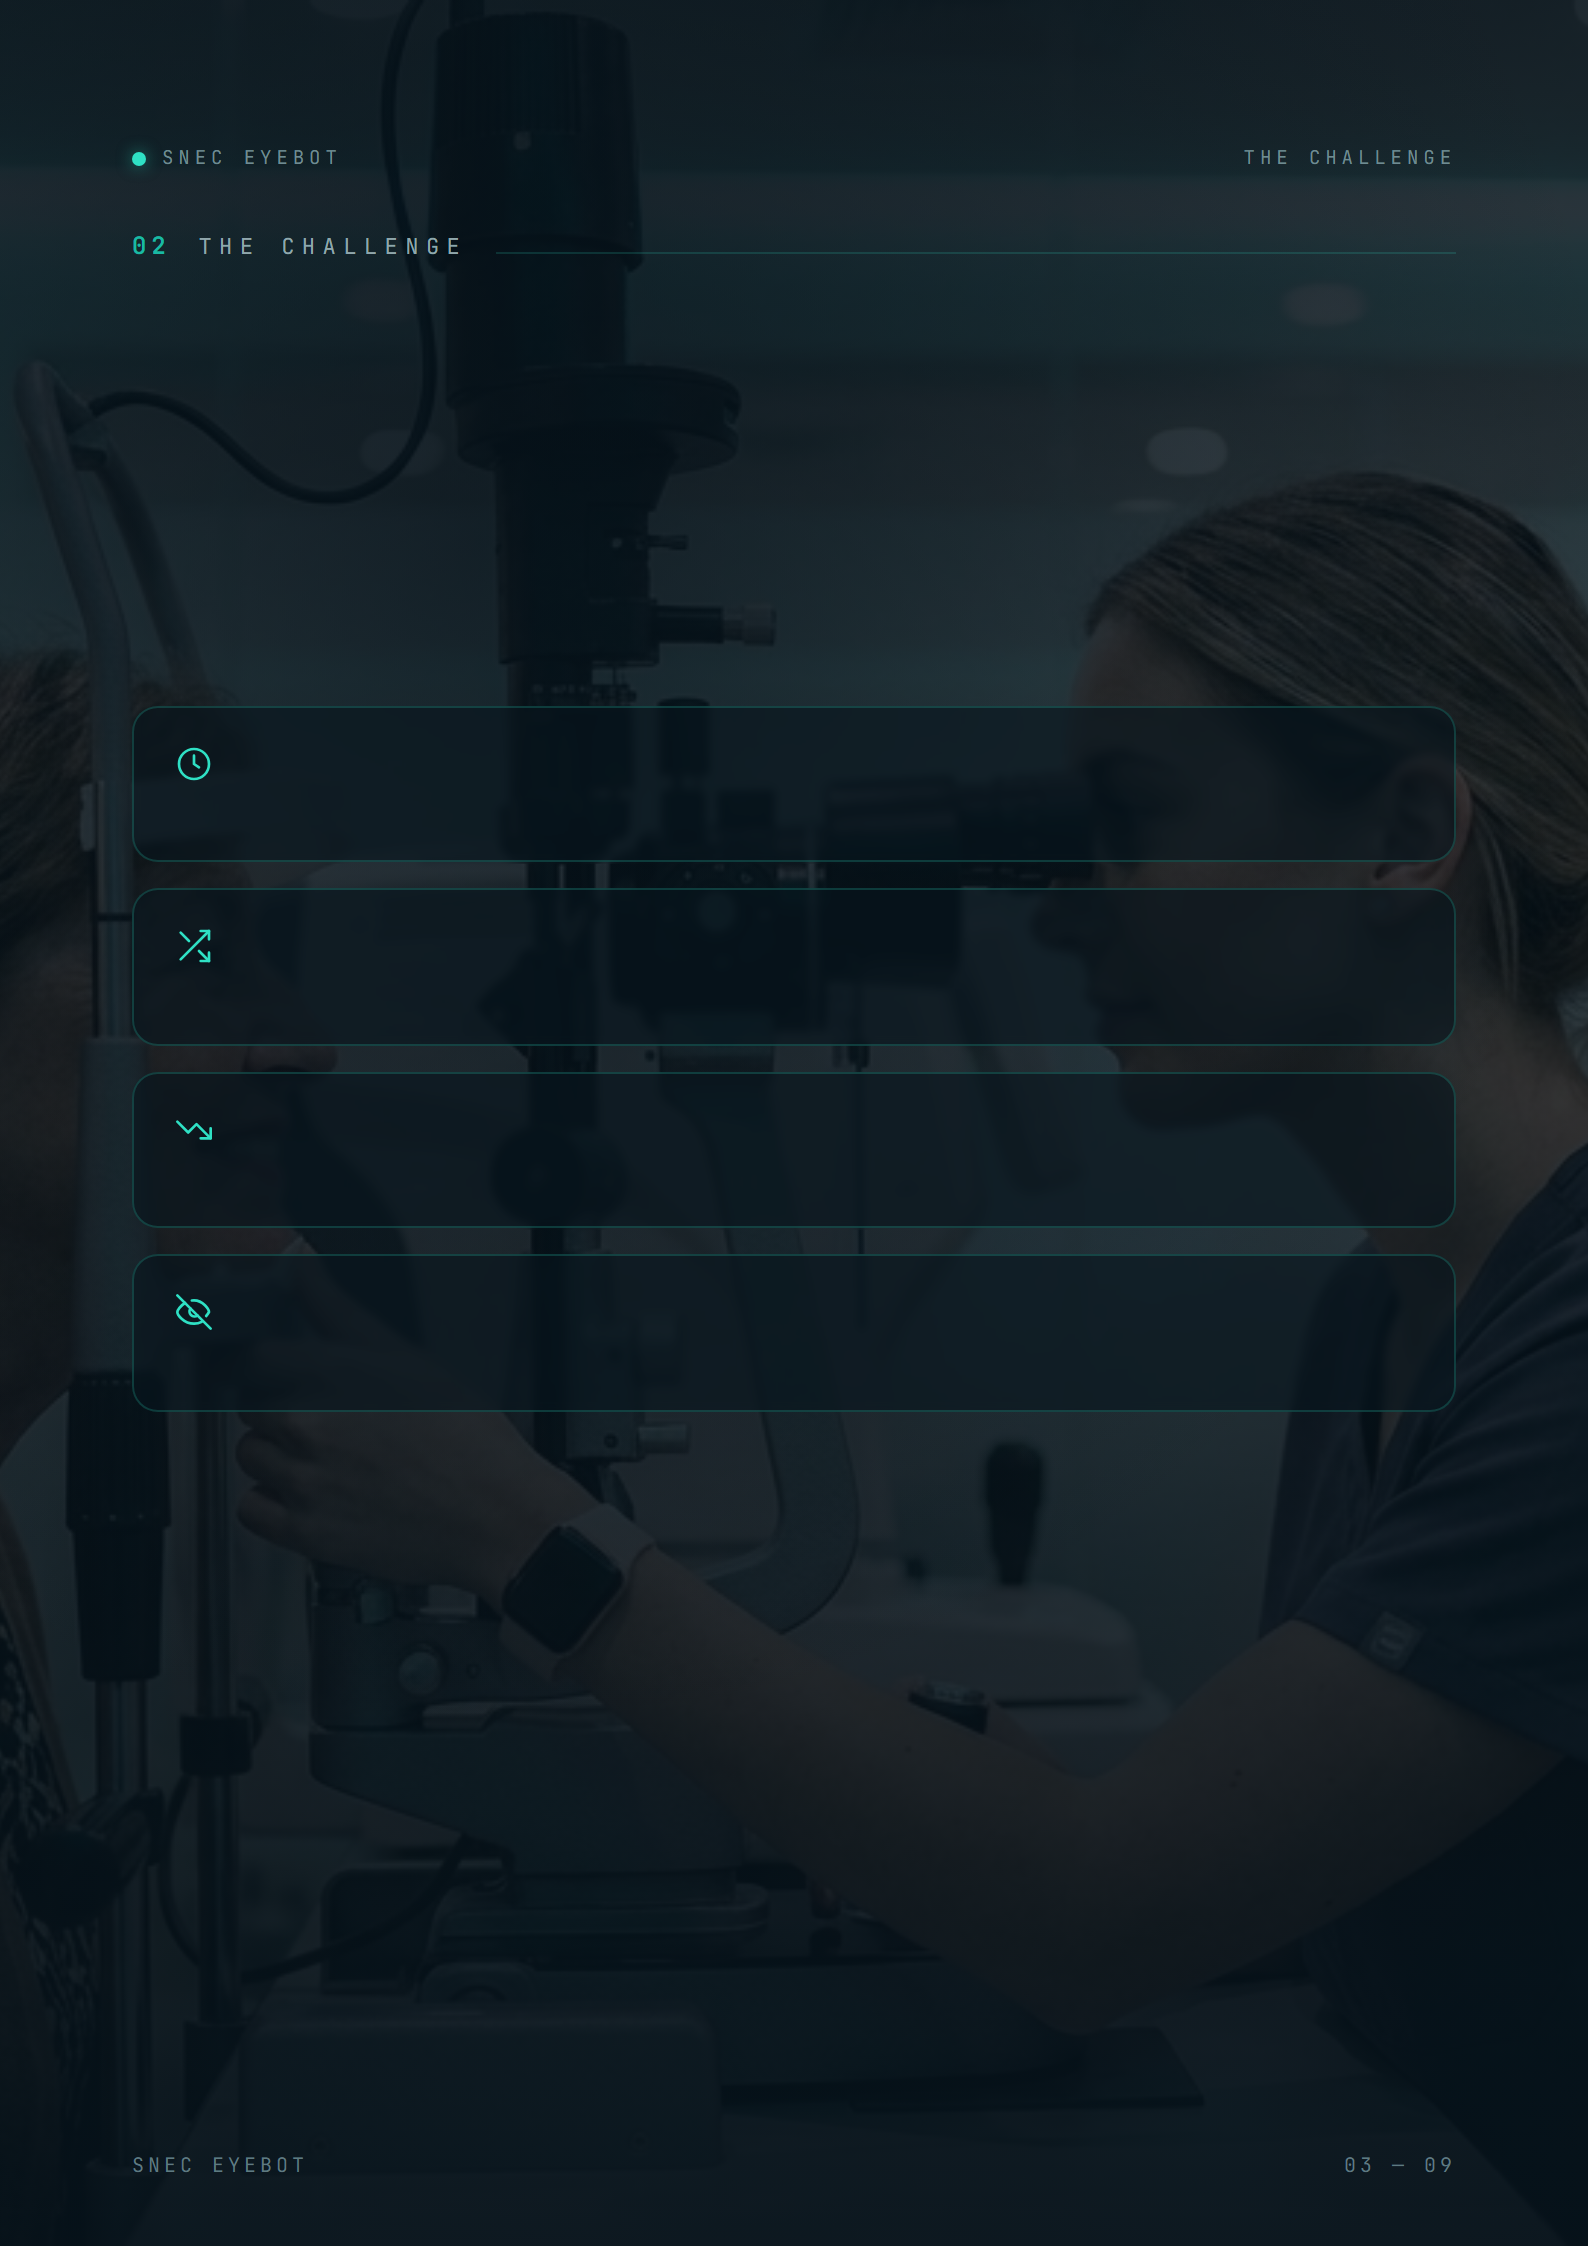 SNEC EYEBOT
THE CHALLENGE
02 THE CHALLENGE
SNEC EYEBOT
03 — 09